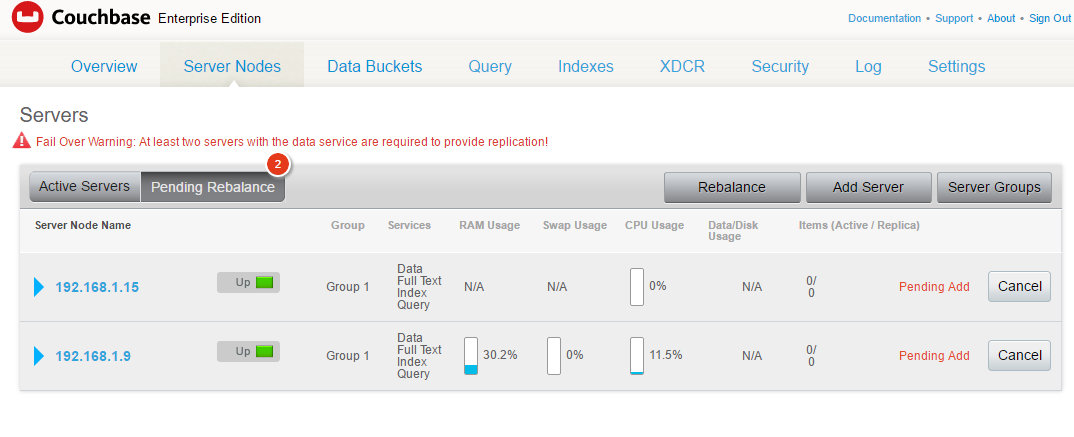 Couchbase Enterprise Edition
Documentation • Support • About • Sign Out
Overview Server Nodes Data Buckets Query Indexes XDCR Security Log Settings
Servers
Fail Over Warning: At least two servers with the data service are required to provide replication!
2
Active Servers Pending Rebalance Rebalance Add Server Server Groups
Server Node Name Group Services RAM Usage Swap Usage CPU Usage Data/Disk Usage Items (Active / Replica)
192.168.1.15 Up Group 1 Data Full Text Index Query N/A N/A 0% N/A 0/ 0 Pending Add Cancel
192.168.1.9 Up Group 1 Data Full Text Index Query 30.2% 0% 11.5% N/A 0/ 0 Pending Add Cancel